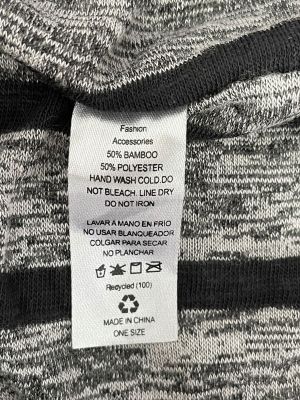 Fashion
Accessories
50% BAMBOO
50% POLYESTER
HAND WASH COLD.DO
NOT BLEACH. LINE DRY
DO NOT IRON
LAVAR A MANO EN FRÍO
NO USAR BLANQUEADOR
COLGAR PARA SECAR
NO PLANCHAR
Recycled (100)
MADE IN CHINA
ONE SIZE